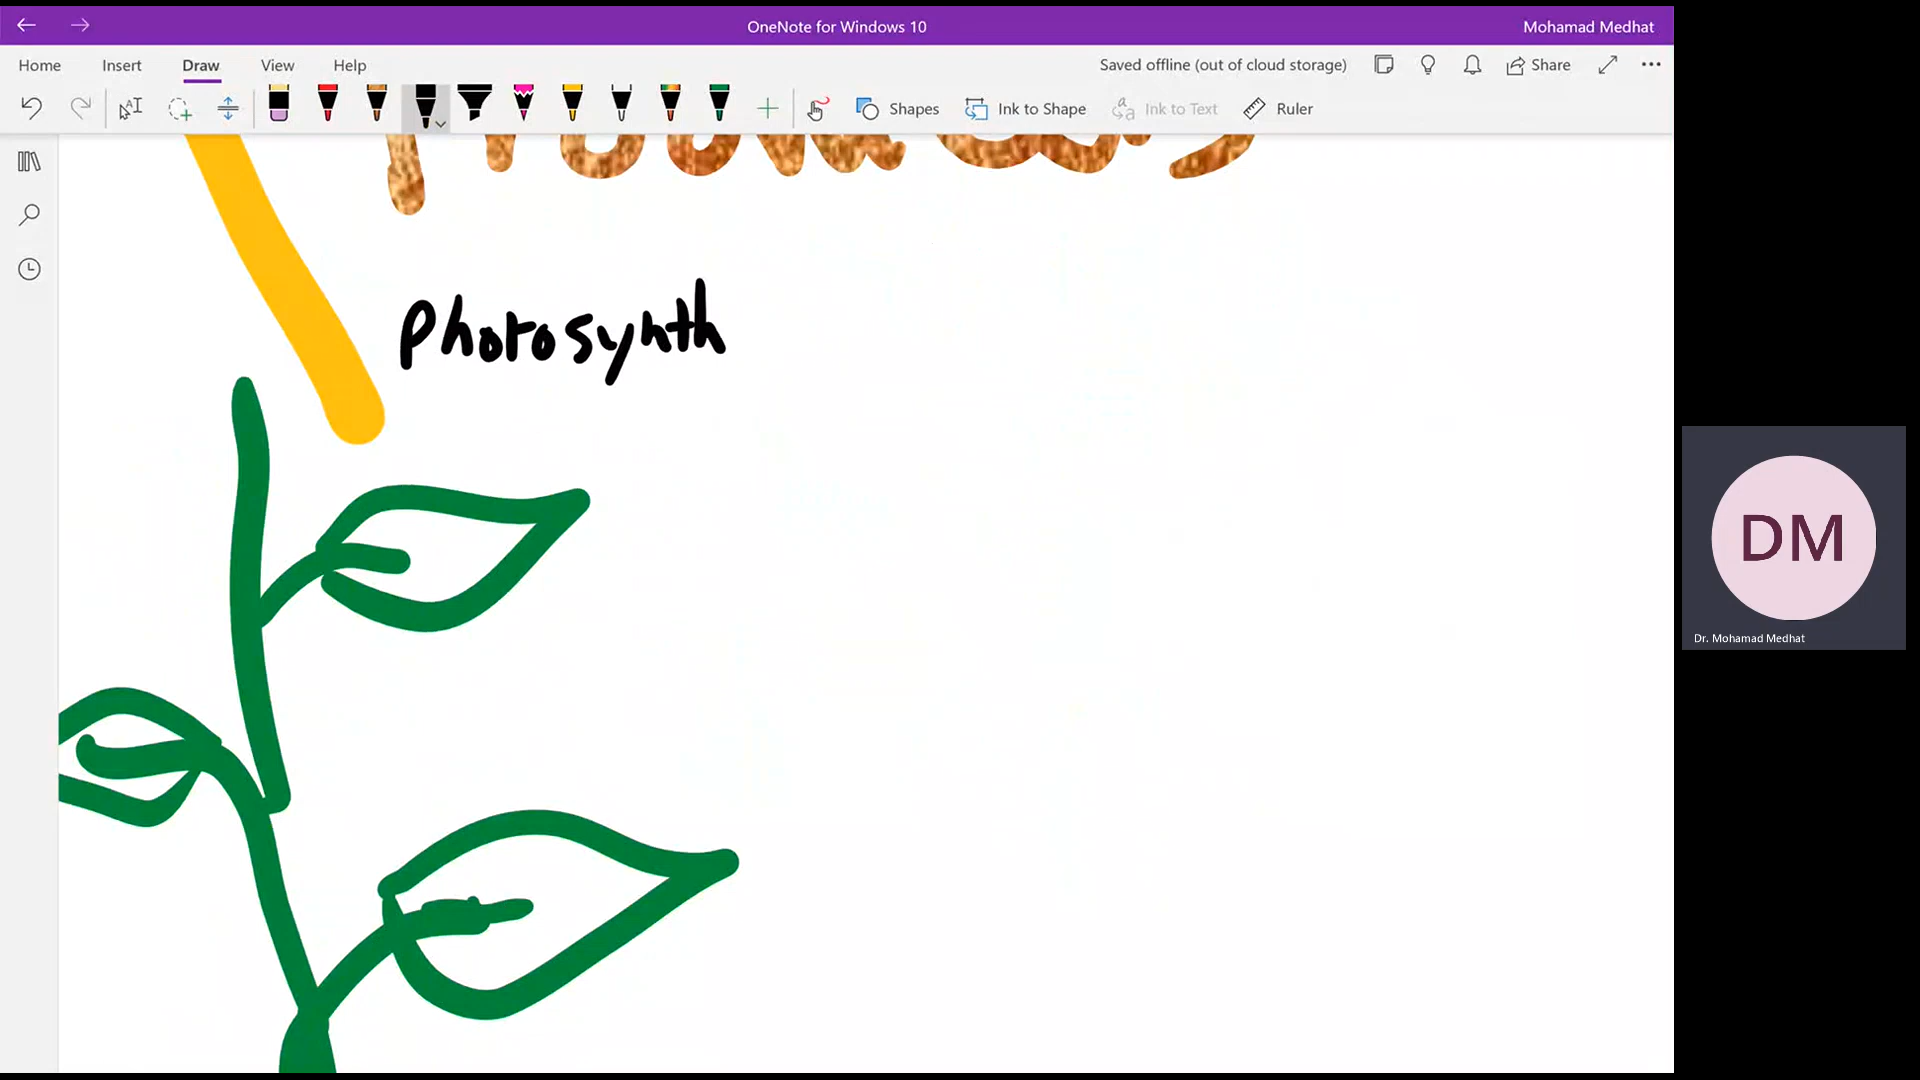 OneNote for Windows 10
Mohamad Medhat
Home Insert Draw View Help
Saved offline (out of cloud storage)
Share
Shapes
Ink to Shape
Ink to Text
Ruler
Photosynth
DM
Dr. Mohamad Medhat